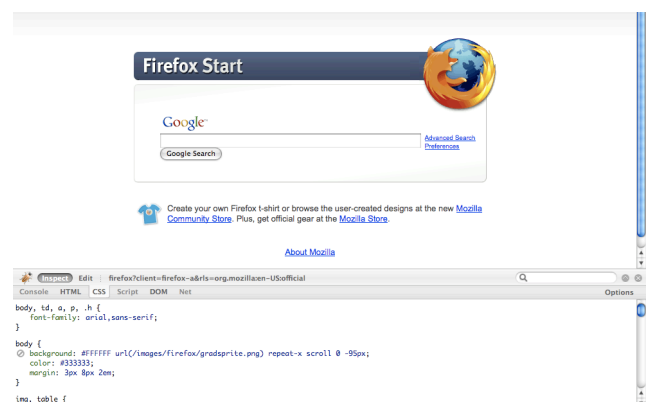 Firefox Start
Google™
Advanced Search
Preferences
Google Search
Create your own Firefox t-shirt or browse the user-created designs at the new Mozilla
Community Store. Plus, get official gear at the Mozilla Store.
About Mozilla
Inspect Edit firefox?client=firefox-a&rls=org.mozilla:en-US:official
Console HTML CSS Script DOM Net Options
body, td, a, p, .h {
font-family: arial,sans-serif;
}
body {
background: #FFFFFF url(/images/firefox/gradsprite.png) repeat-x scroll 0 -95px;
color: #333333;
margin: 3px 8px 2em;
}
img, table {